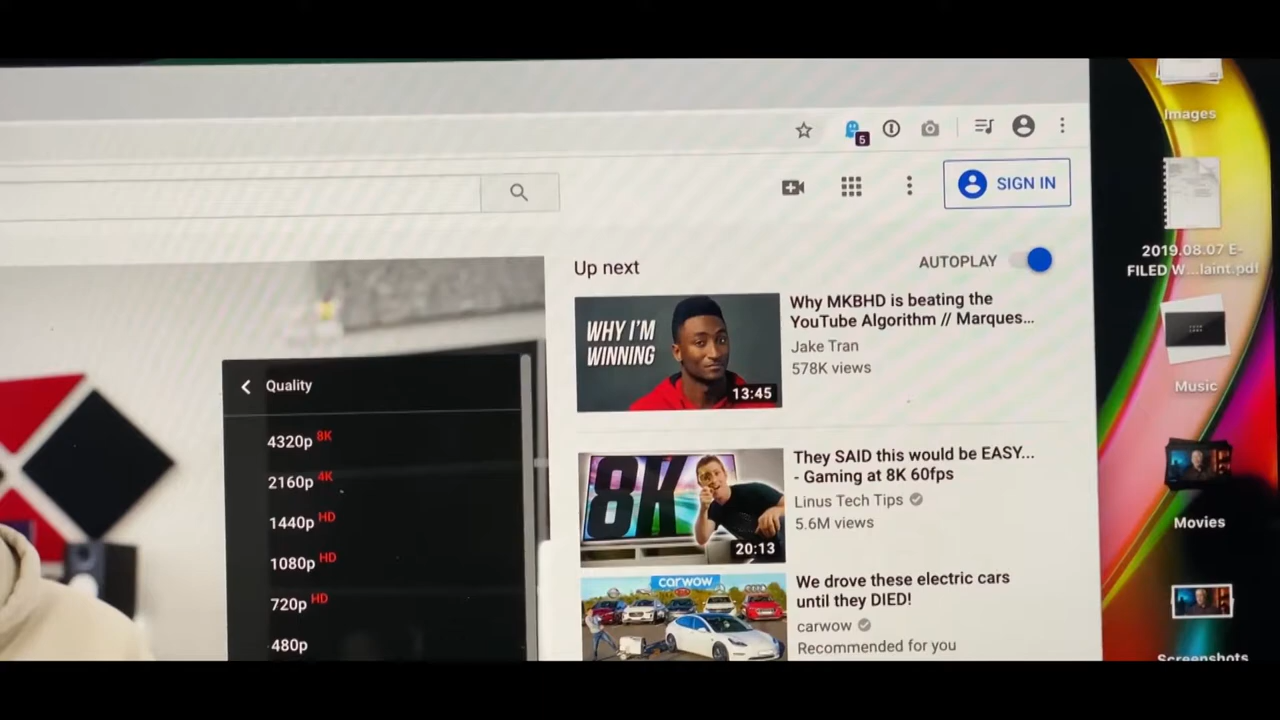 Images
5
SIGN IN
2019.08.07 E-
FILED W...laint.pdf
Up next
AUTOPLAY
WHY I'M
WINNING
13:45
Why MKBHD is beating the
YouTube Algorithm // Marques...
Jake Tran
578K views
Music
Quality
4320p 8K
2160p 4K
1440p HD
1080p HD
720p HD
480p
8K
20:13
They SAID this would be EASY...
- Gaming at 8K 60fps
Linus Tech Tips
5.6M views
Movies
carwow
We drove these electric cars
until they DIED!
carwow
Recommended for you
Screenshots